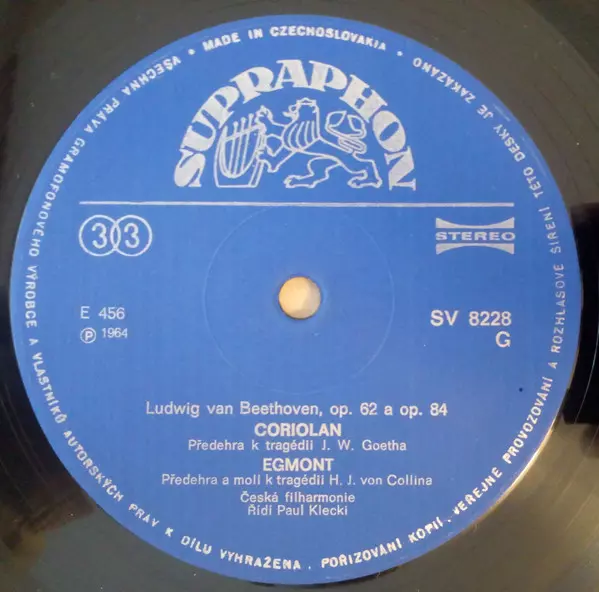 VŠECHNA PRÁVA GRAMOFONOVÉHO VÝROBCE A VLASTNÍKŮ AUTORSKÝCH PRÁV K DÍLU VYHRAŽENA. POŘIZOVÁNÍ KOPIÍ, VEŘEJNÉ PROVOZOVÁNÍ A ROZHLASOVÉ ŠÍŘENÍ TÉTO DESKY JE ZAKÁZÁNO
• MADE IN CZECHOSLOVAKIA •
SUPRAPHON
33
STEREO
E 456
Ⓟ 1964
SV 8228
G
Ludwig van Beethoven, op. 62 a op. 84
CORIOLAN
Předehra k tragédii J. W. Goetha
EGMONT
Předehra a moll k tragédii H. J. von Collina
Česká filharmonie
Řídí Paul Klecki